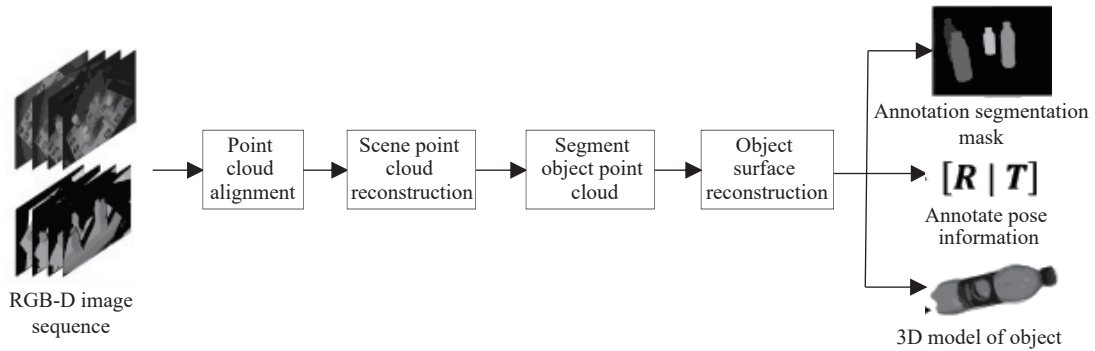 RGB-D image
sequence
Point
cloud
alignment
Scene point
cloud
reconstruction
Segment
object point
cloud
Object
surface
reconstruction
Annotation segmentation
mask
[R | T]
Annotate pose
information
3D model of object